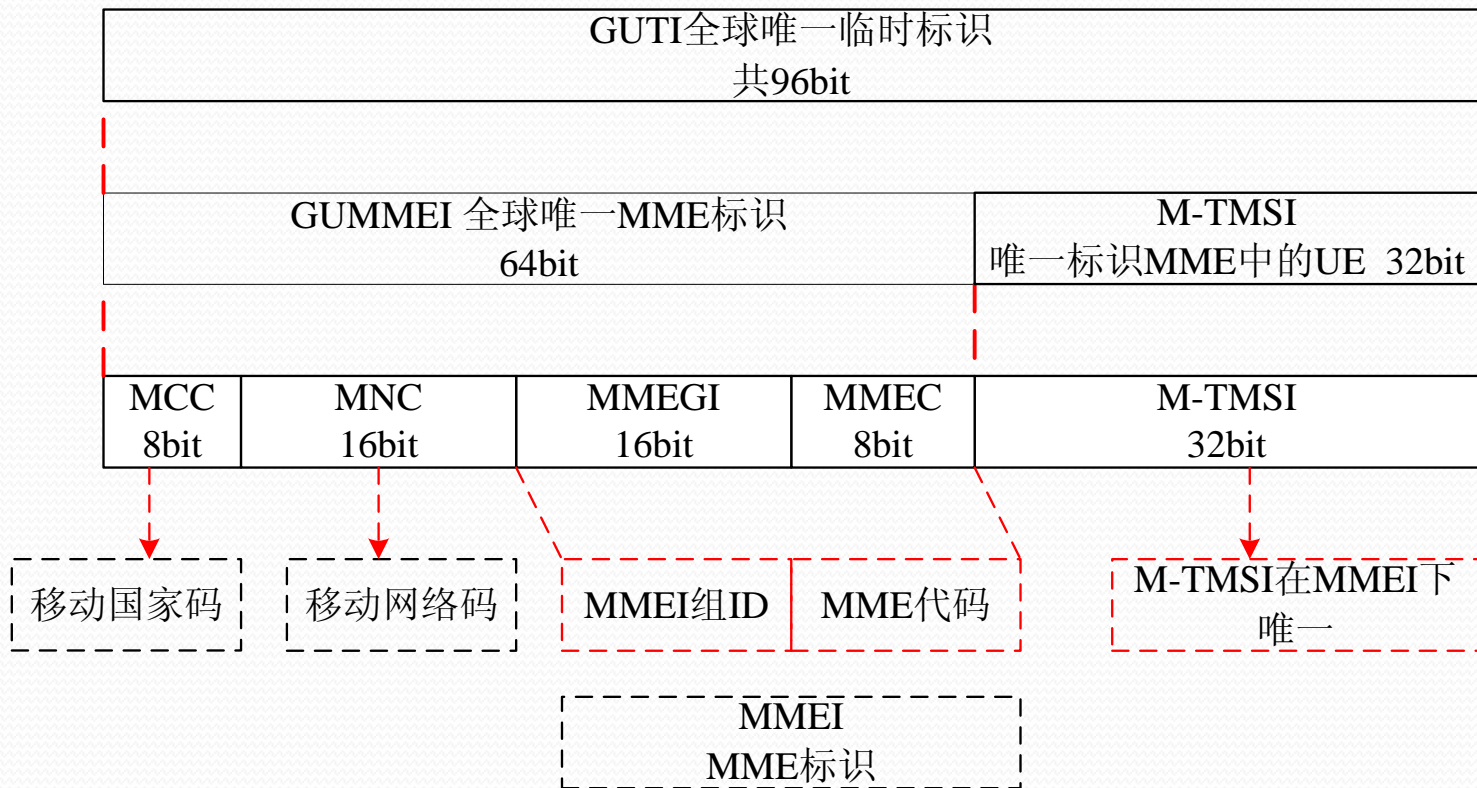 GUTI全球唯一临时标识
共96bit
GUMMEI 全球唯一MME标识
64bit
M-TMSI
唯一标识MME中的UE 32bit
MCC
8bit
MNC
16bit
MMEGI
16bit
MMEC
8bit
M-TMSI
32bit
移动国家码
移动网络码
MMEI组ID
MME代码
M-TMSI在MMEI下
唯一
MMEI
MME标识